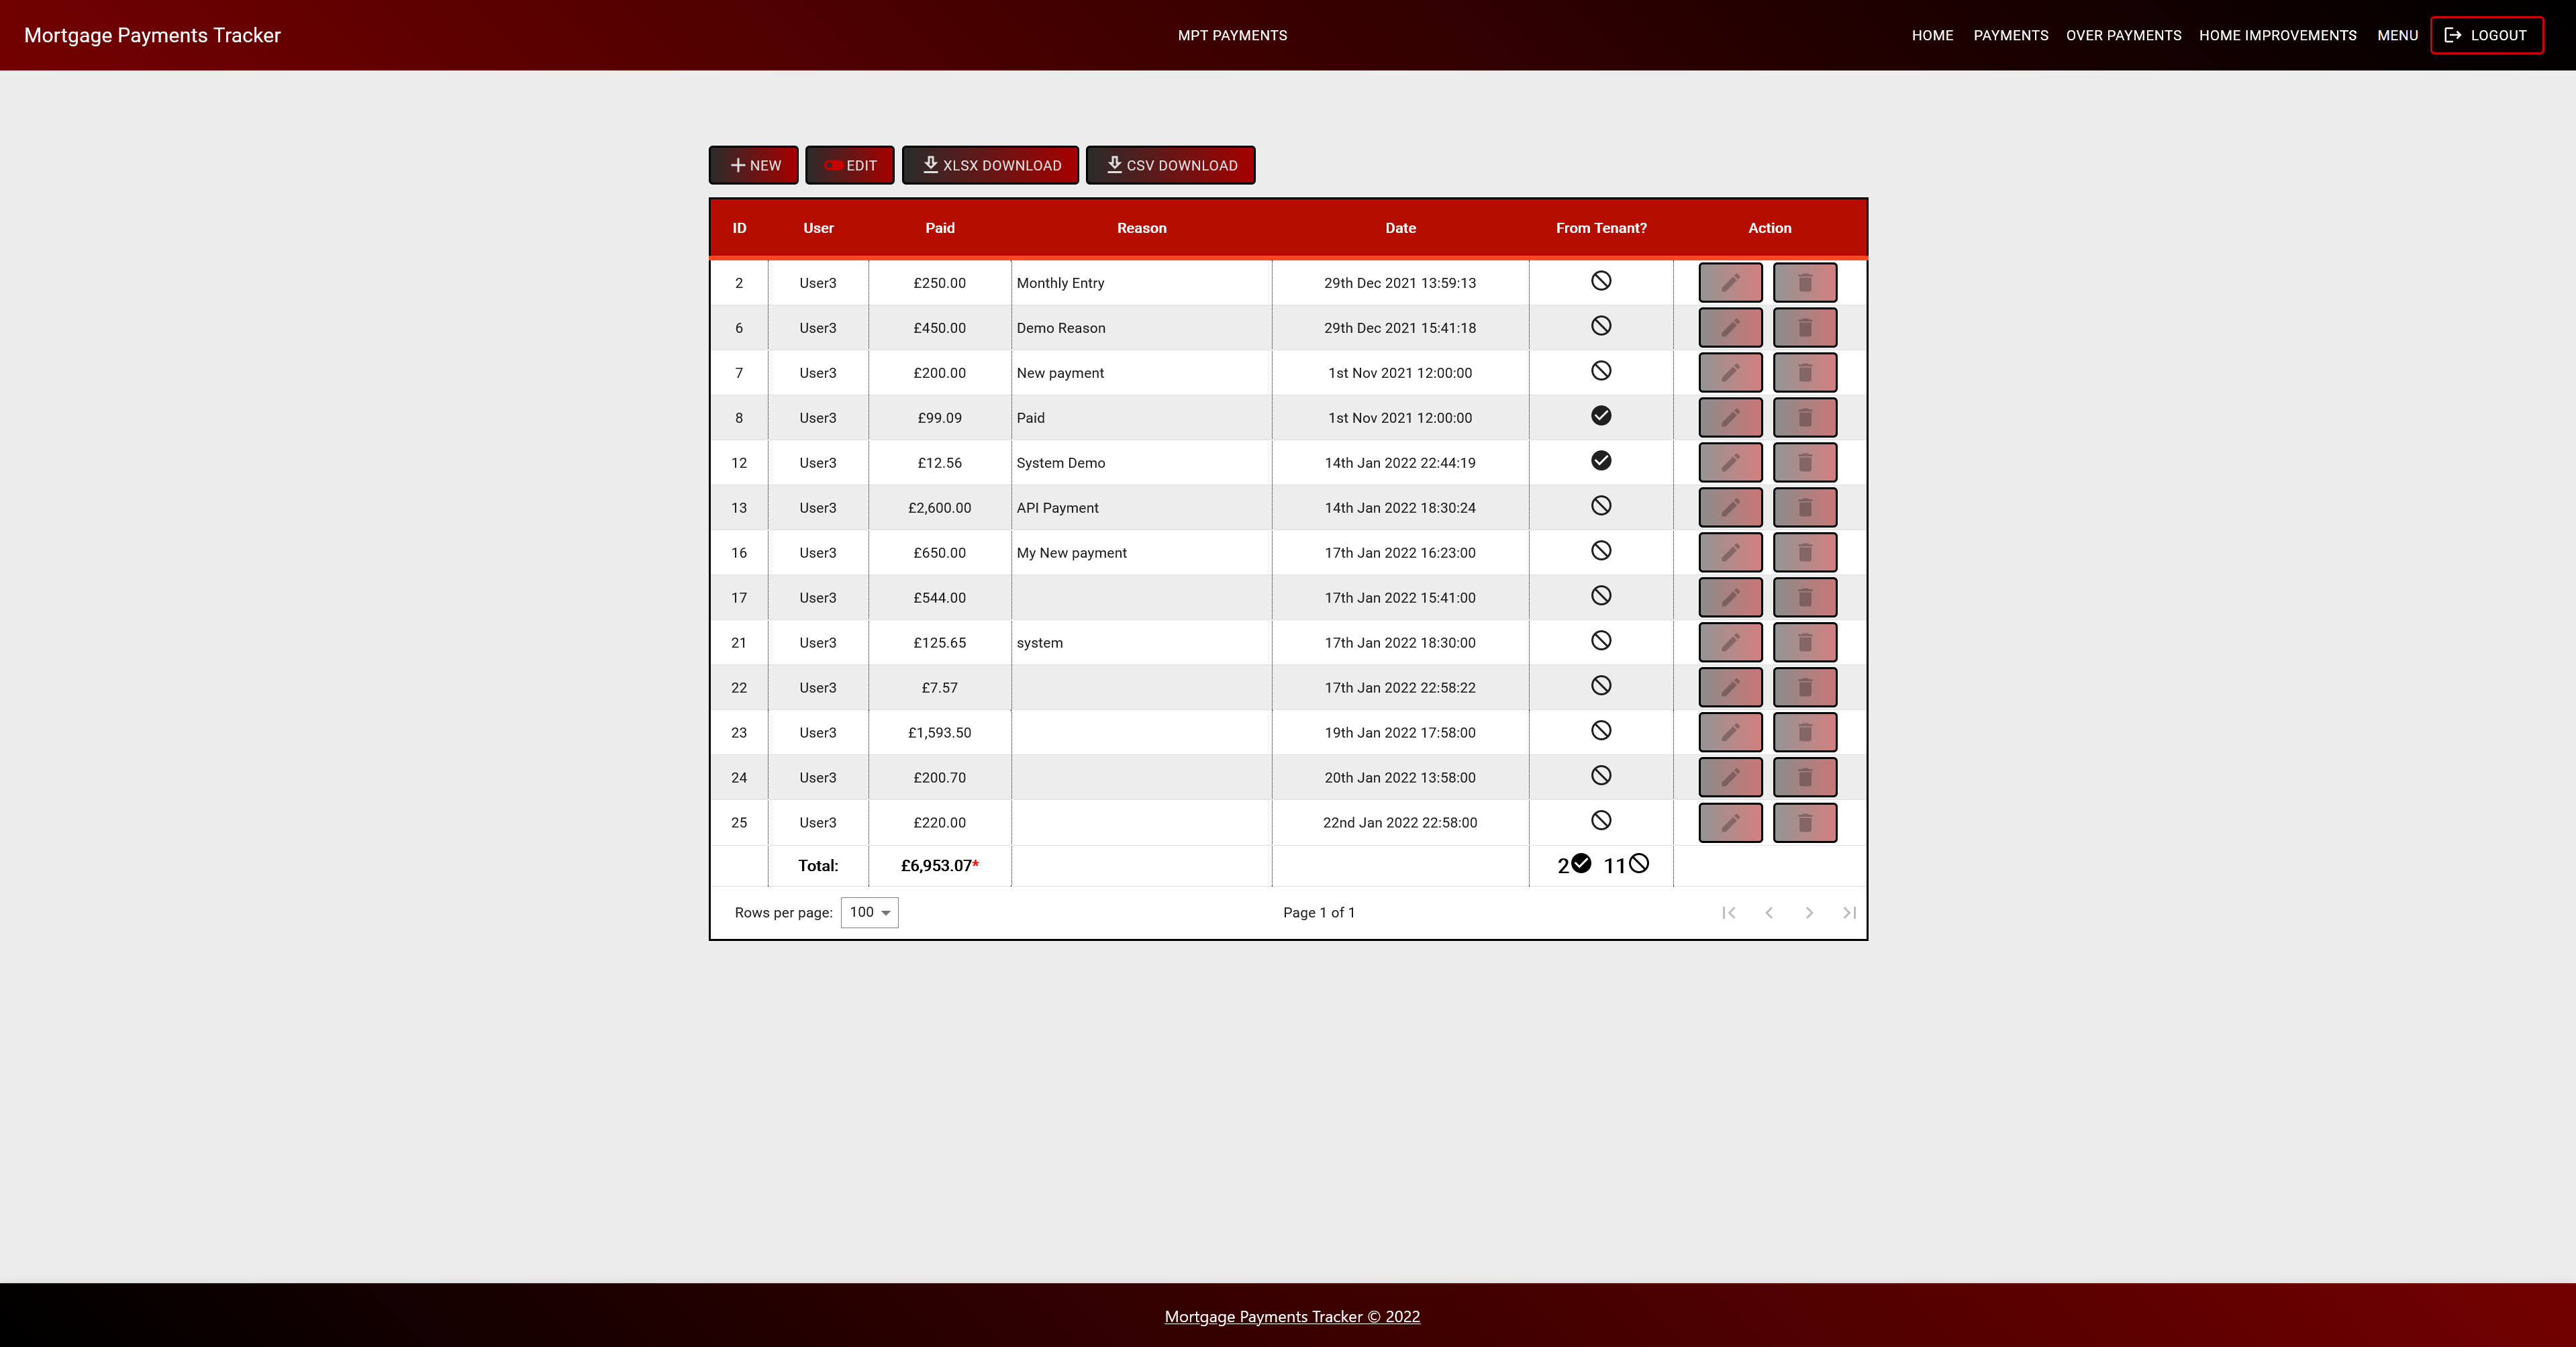 Mortgage Payments Tracker MPT PAYMENTS HOME PAYMENTS OVER PAYMENTS HOME IMPROVEMENTS MENU LOGOUT
NEW EDIT XLSX DOWNLOAD CSV DOWNLOAD
ID User Paid Reason Date From Tenant? Action
2 User3 £250.00 Monthly Entry 29th Dec 2021 13:59:13
6 User3 £450.00 Demo Reason 29th Dec 2021 15:41:18
7 User3 £200.00 New payment 1st Nov 2021 12:00:00
8 User3 £99.09 Paid 1st Nov 2021 12:00:00
12 User3 £12.56 System Demo 14th Jan 2022 22:44:19
13 User3 £2,600.00 API Payment 14th Jan 2022 18:30:24
16 User3 £650.00 My New payment 17th Jan 2022 16:23:00
17 User3 £544.00 17th Jan 2022 15:41:00
21 User3 £125.65 system 17th Jan 2022 18:30:00
22 User3 £7.57 17th Jan 2022 22:58:22
23 User3 £1,593.50 19th Jan 2022 17:58:00
24 User3 £200.70 20th Jan 2022 13:58:00
25 User3 £220.00 22nd Jan 2022 22:58:00
Total: £6,953.07* 2 11
Rows per page: 100 Page 1 of 1
Mortgage Payments Tracker © 2022